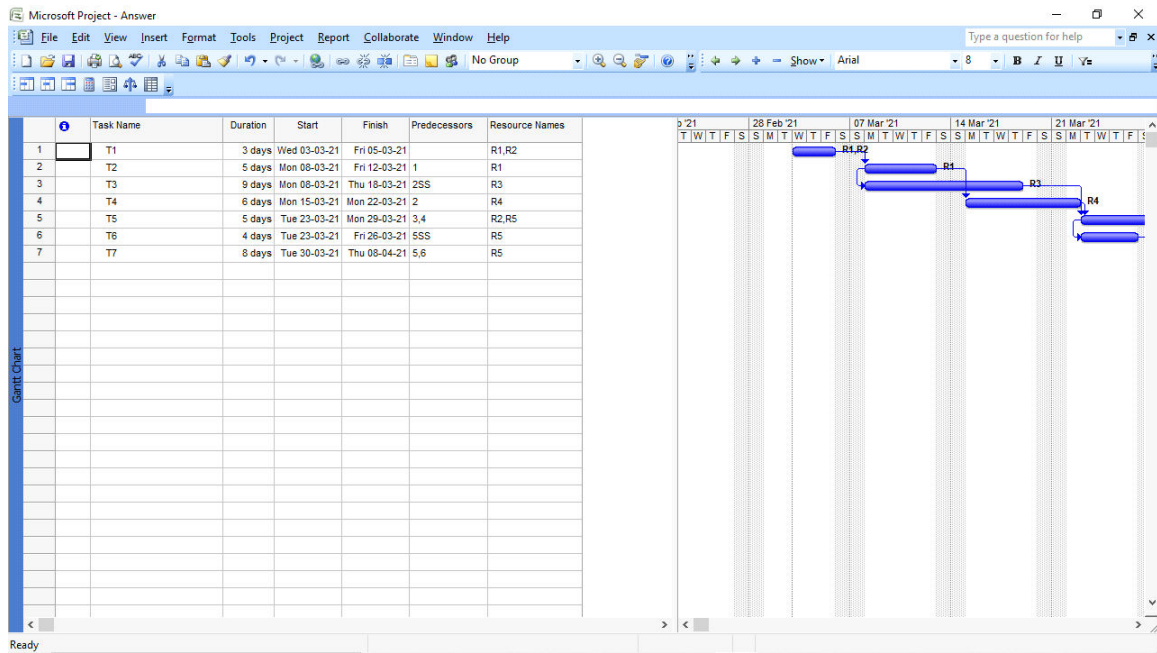 Microsoft Project - Answer
File Edit View Insert Format Tools Project Report Collaborate Window Help Type a question for help
No Group Show Arial 8 B I U
Task Name Duration Start Finish Predecessors Resource Names
'21 28 Feb '21 07 Mar '21 14 Mar '21 21 Mar '21
T W T F S S M T W T F S S M T W T F S S M T W T F S S M T W T F S
1 T1 3 days Wed 03-03-21 Fri 05-03-21 R1,R2 R1,R2
2 T2 5 days Mon 08-03-21 Fri 12-03-21 1 R1 R1
3 T3 9 days Mon 08-03-21 Thu 18-03-21 2SS R3 R3
4 T4 6 days Mon 15-03-21 Mon 22-03-21 2 R4 R4
5 T5 5 days Tue 23-03-21 Mon 29-03-21 3,4 R2,R5
6 T6 4 days Tue 23-03-21 Fri 26-03-21 5SS R5
7 T7 8 days Tue 30-03-21 Thu 08-04-21 5,6 R5
Gantt Chart
Ready